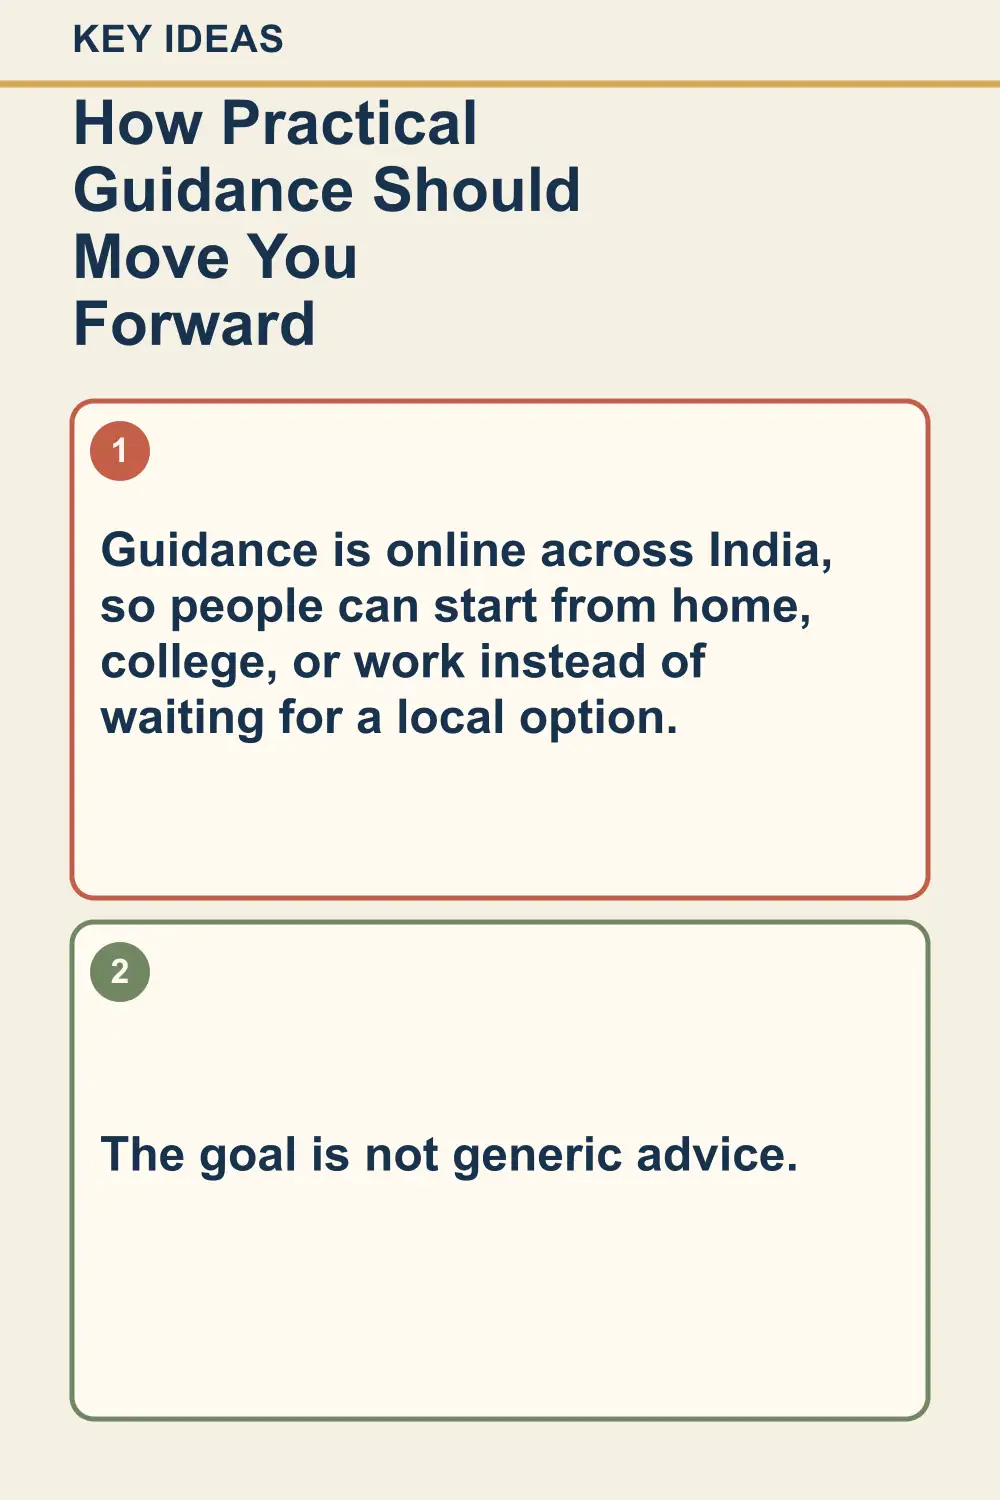 KEY IDEAS
How Practical
Guidance Should
Move You
Forward
1
Guidance is online across India,
so people can start from home,
college, or work instead of
waiting for a local option.
2
The goal is not generic advice.